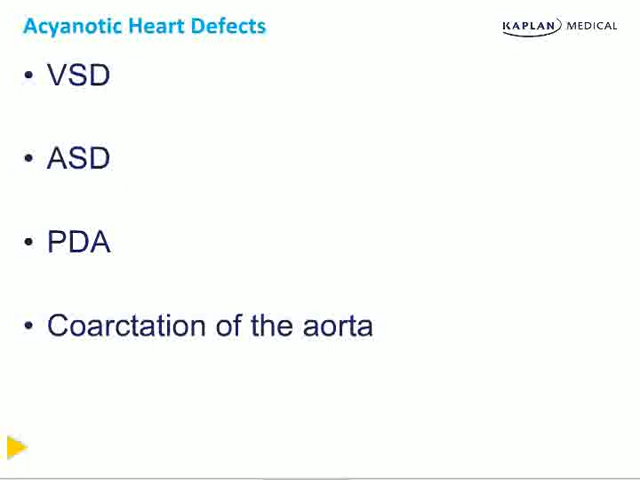 Acyanotic Heart Defects
KAPLAN MEDICAL
• VSD
• ASD
• PDA
• Coarctation of the aorta